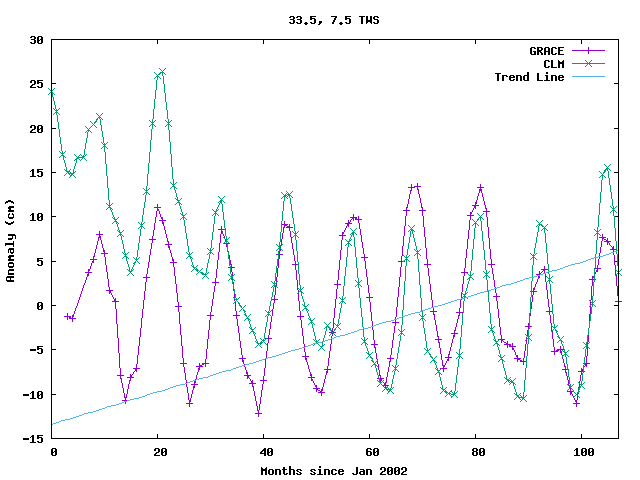 33.5, 7.5 TWS
GRACE
CLM
Trend Line
30
25
20
15
10
5
0
-5
-10
-15
Anomaly (cm)
0 20 40 60 80 100
Months since Jan 2002